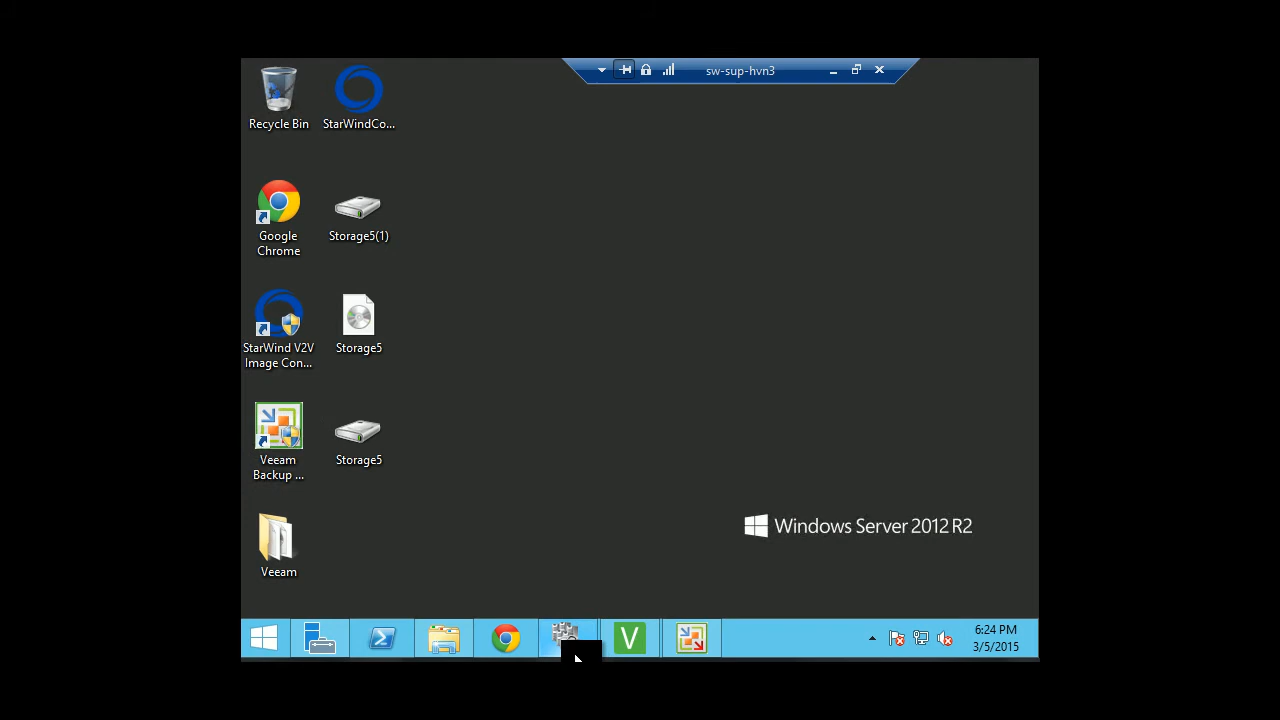 sw-sup-hvn3
Recycle Bin
StarWindCo...
Google
Chrome
Storage5(1)
StarWind V2V
Image Con...
Storage5
Veeam
Backup ...
Storage5
Veeam
Windows Server 2012 R2
V
6:24 PM
3/5/2015